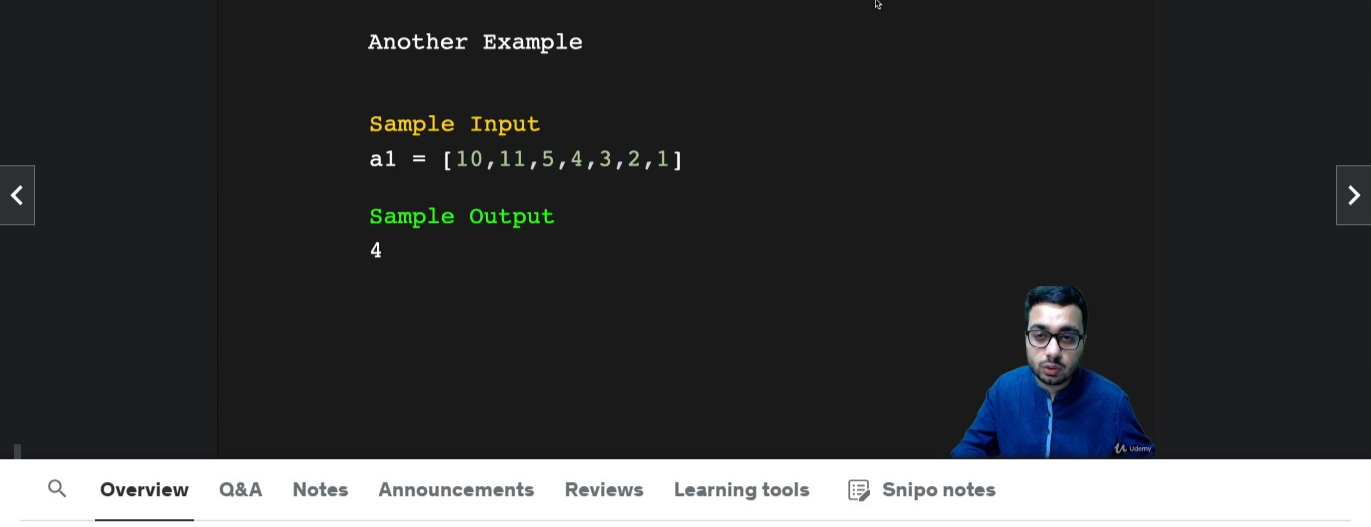 Another Example
Sample Input
a1 = [10,11,5,4,3,2,1]
Sample Output
4
Udemy
Overview Q&A Notes Announcements Reviews Learning tools Snipo notes